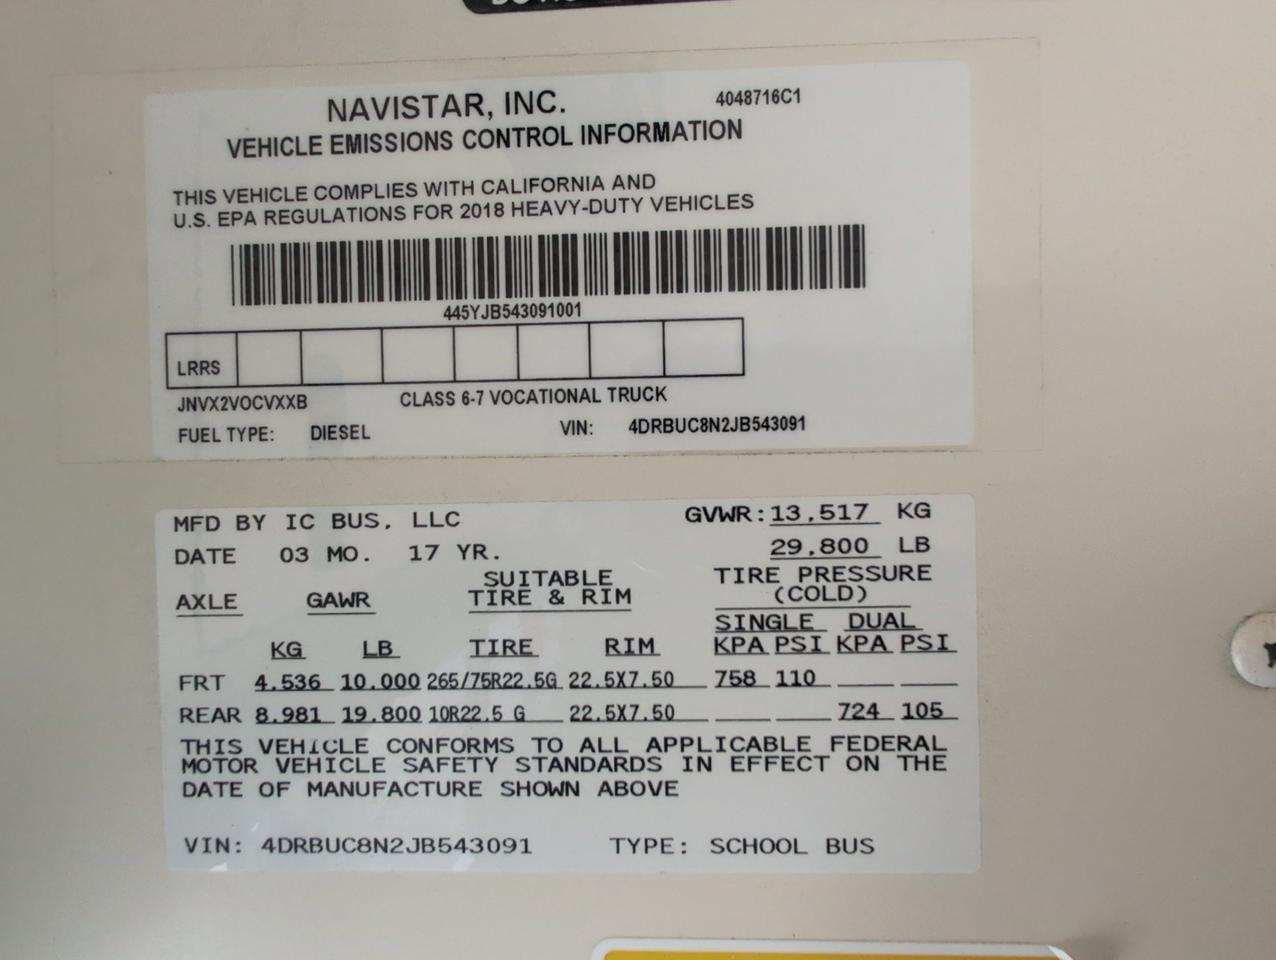 NAVISTAR, INC. 4048716C1
VEHICLE EMISSIONS CONTROL INFORMATION
THIS VEHICLE COMPLIES WITH CALIFORNIA AND
U.S. EPA REGULATIONS FOR 2018 HEAVY-DUTY VEHICLES
445YJB543091001
LRRS
JNVX2VOCVXXB CLASS 6-7 VOCATIONAL TRUCK
FUEL TYPE: DIESEL VIN: 4DRBUC8N2JB543091
MFD BY IC BUS, LLC GVWR: 13,517 KG
DATE 03 MO. 17 YR. 29,800 LB
SUITABLE TIRE PRESSURE
AXLE GAWR TIRE & RIM (COLD)
SINGLE DUAL
KG LB TIRE RIM KPA PSI KPA PSI
FRT 4,536 10,000 265/75R22.5G 22.5X7.50 758 110
REAR 8,981 19,800 10R22.5 G 22.5X7.50 724 105
THIS VEHICLE CONFORMS TO ALL APPLICABLE FEDERAL
MOTOR VEHICLE SAFETY STANDARDS IN EFFECT ON THE
DATE OF MANUFACTURE SHOWN ABOVE
VIN: 4DRBUC8N2JB543091 TYPE: SCHOOL BUS